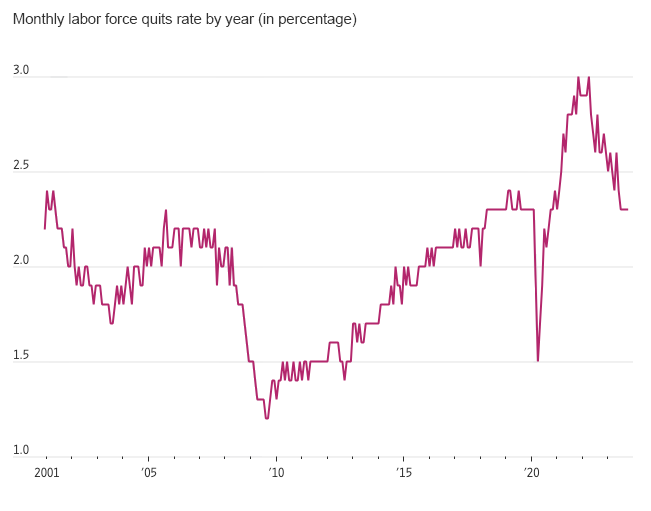 Monthly labor force quits rate by year (in percentage)
3.0
2.5
2.0
1.5
1.0
2001 ’05 ’10 ’15 ’20